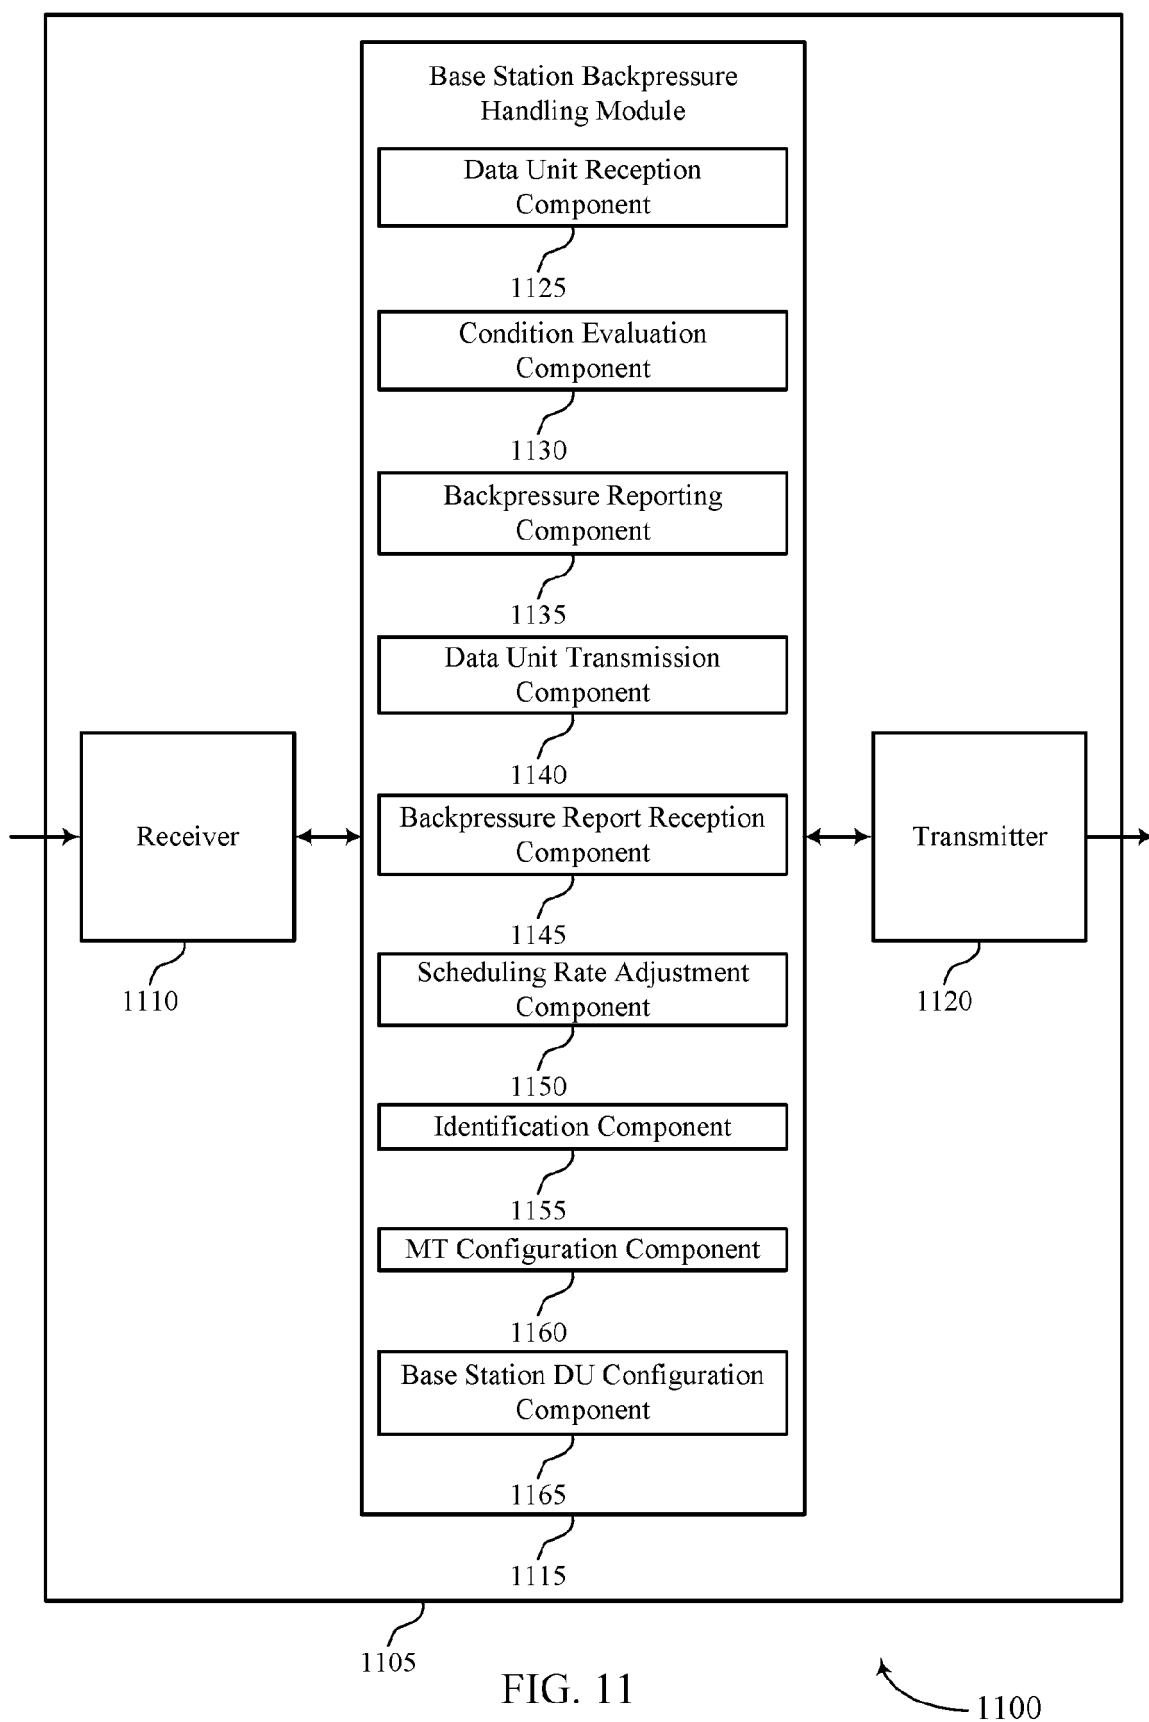 Base Station Backpressure
Handling Module
Data Unit Reception
Component
1125
Condition Evaluation
Component
1130
Backpressure Reporting
Component
1135
Data Unit Transmission
Component
1140
Receiver
1110
Backpressure Report Reception
Component
1145
Transmitter
1120
Scheduling Rate Adjustment
Component
1150
Identification Component
1155
MT Configuration Component
1160
Base Station DU Configuration
Component
1165
1115
1105
FIG. 11
1100